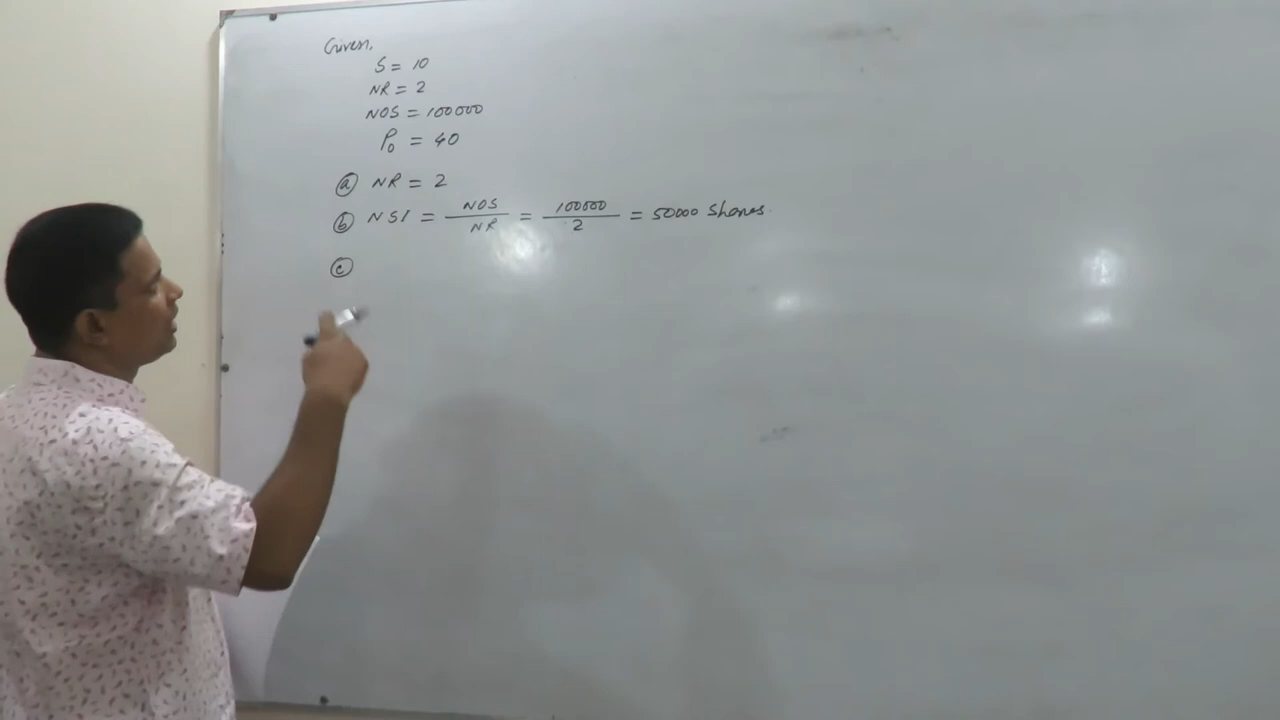 Given,
S = 10
NR = 2
NOS = 100000
P₀ = 40
ⓐ NR = 2
ⓑ NSI = NOS / NR = 100000 / 2 = 50000 Shares.
ⓒ